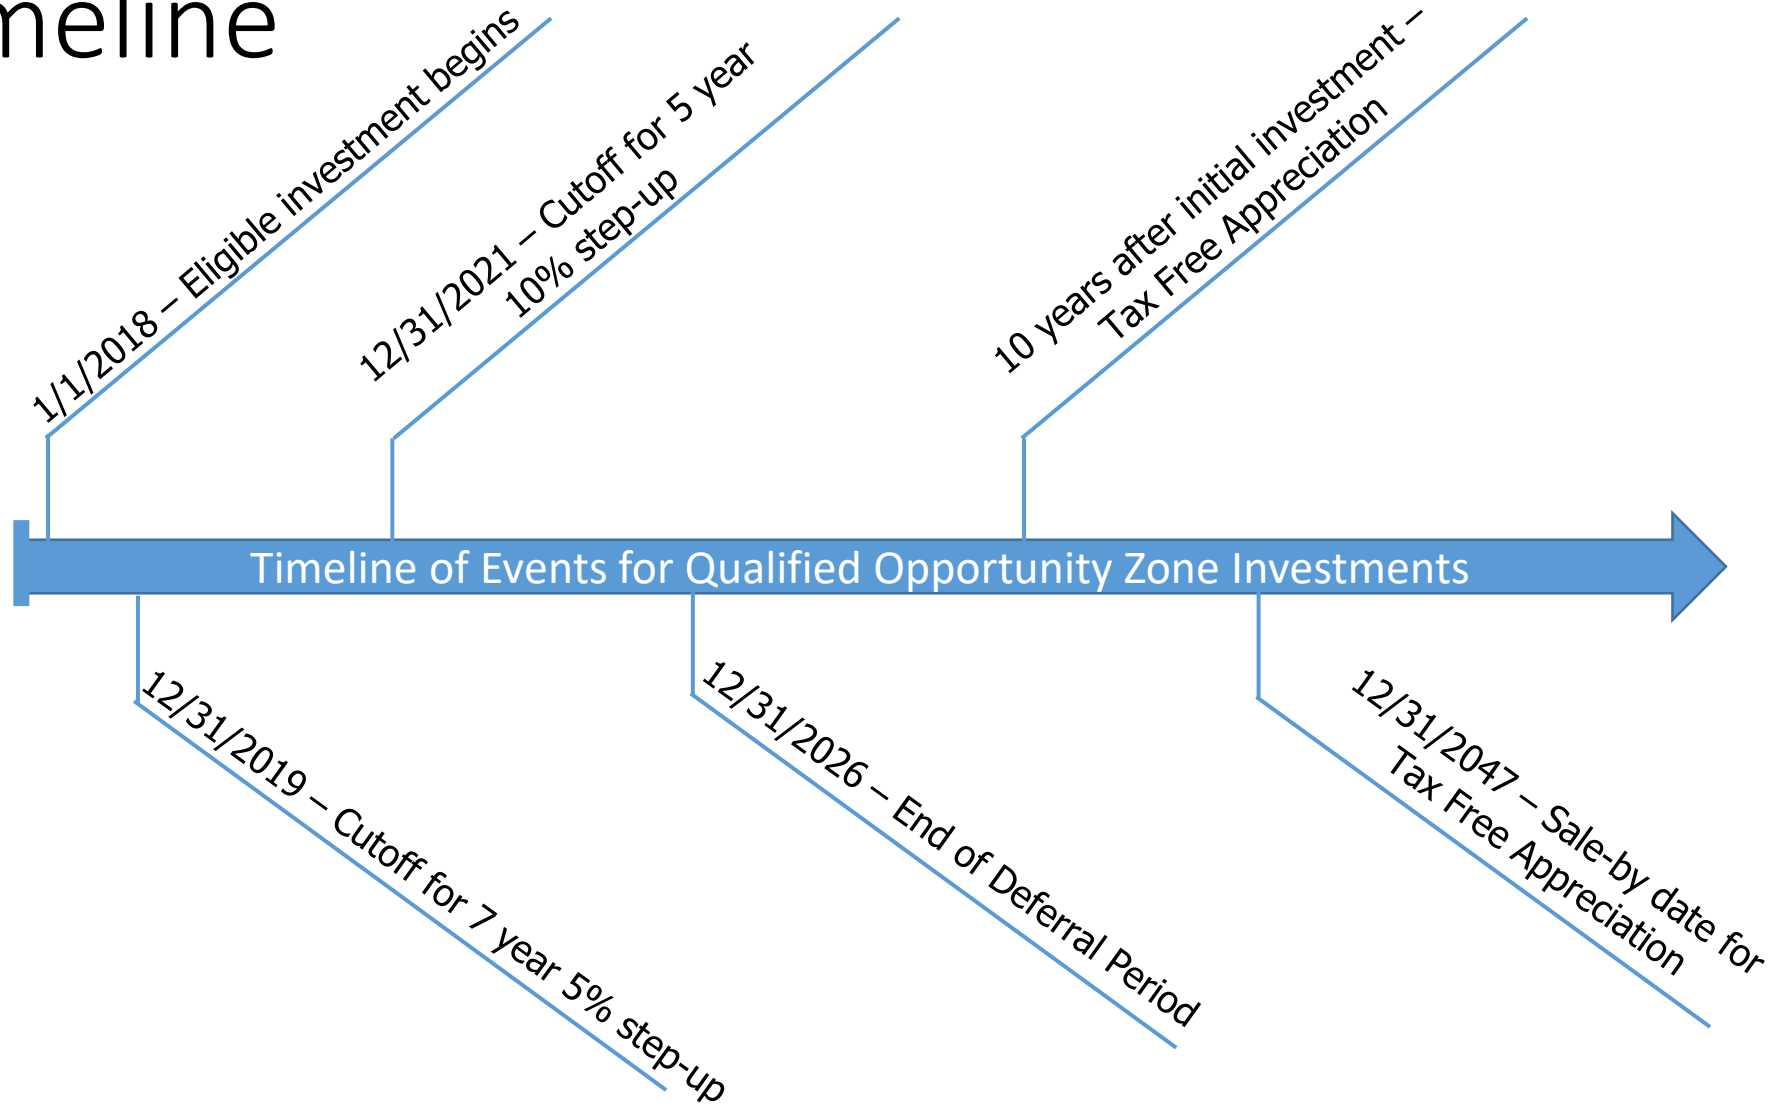 meline
1/1/2018 – Eligible investment begins
12/31/2021 – Cutoff for 5 year
10% step-up
10 years after initial investment –
Tax Free Appreciation
Timeline of Events for Qualified Opportunity Zone Investments
12/31/2019 – Cutoff for 7 year 5% step-up
12/31/2026 – End of Deferral Period
12/31/2047 – Sale-by date for
Tax Free Appreciation